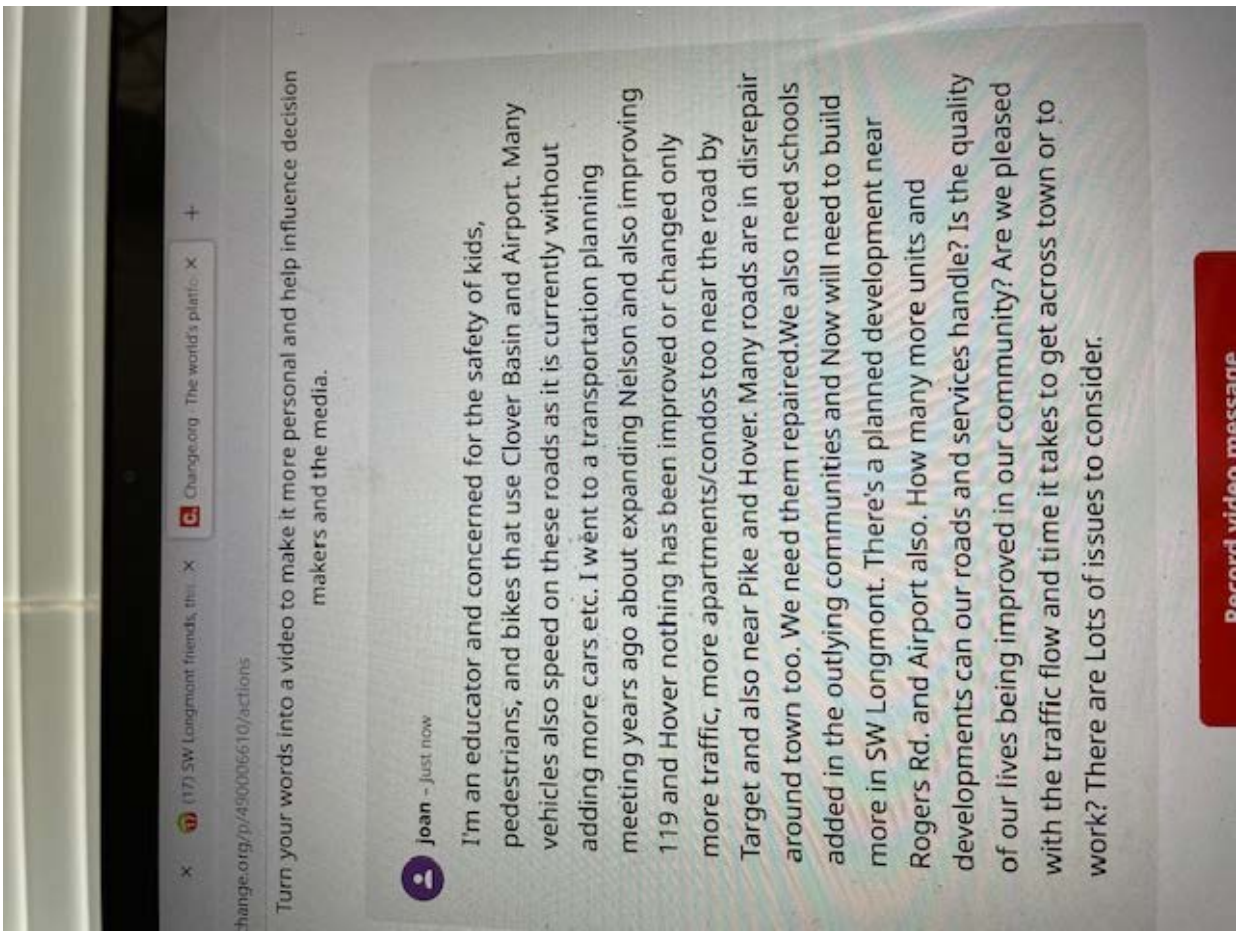 (17) SW Longmont friends, this
Change.org · The world's platfo
change.org/p/490006610/actions
Turn your words into a video to make it more personal and help influence decision
makers and the media.
joan – Just now
I'm an educator and concerned for the safety of kids,
pedestrians, and bikes that use Clover Basin and Airport. Many
vehicles also speed on these roads as it is currently without
adding more cars etc. I went to a transportation planning
meeting years ago about expanding Nelson and also improving
119 and Hover nothing has been improved or changed only
more traffic, more apartments/condos too near the road by
Target and also near Pike and Hover. Many roads are in disrepair
around town too. We need them repaired.We also need schools
added in the outlying communities and Now will need to build
more in SW Longmont. There's a planned development near
Rogers Rd. and Airport also. How many more units and
developments can our roads and services handle? Is the quality
of our lives being improved in our community? Are we pleased
with the traffic flow and time it takes to get across town or to
work? There are Lots of issues to consider.
Record video message